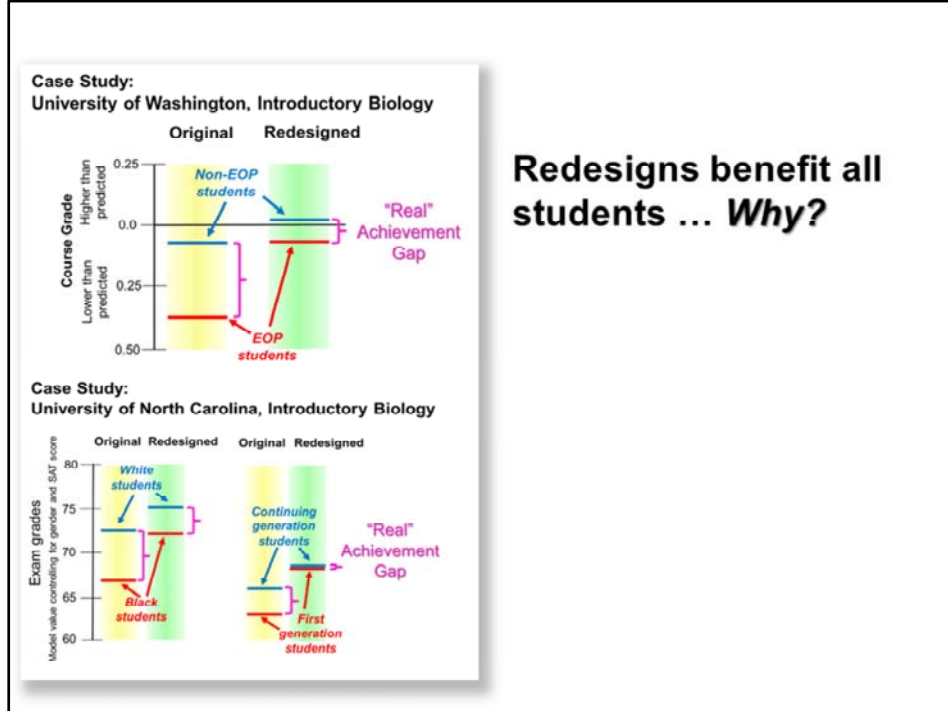 Case Study:
University of Washington, Introductory Biology
Original Redesigned
Course Grade
Higher than
predicted
Lower than
predicted
0.25
0.0
0.25
0.50
Non-EOP
students
EOP
students
"Real"
Achievement
Gap
Case Study:
University of North Carolina, Introductory Biology
Exam grades
Model value controlling for gender and SAT score
Original Redesigned
Original Redesigned
80
75
70
65
60
White
students
Black
students
Continuing
generation
students
First
generation
students
"Real"
Achievement
Gap
Redesigns benefit all
students ... Why?